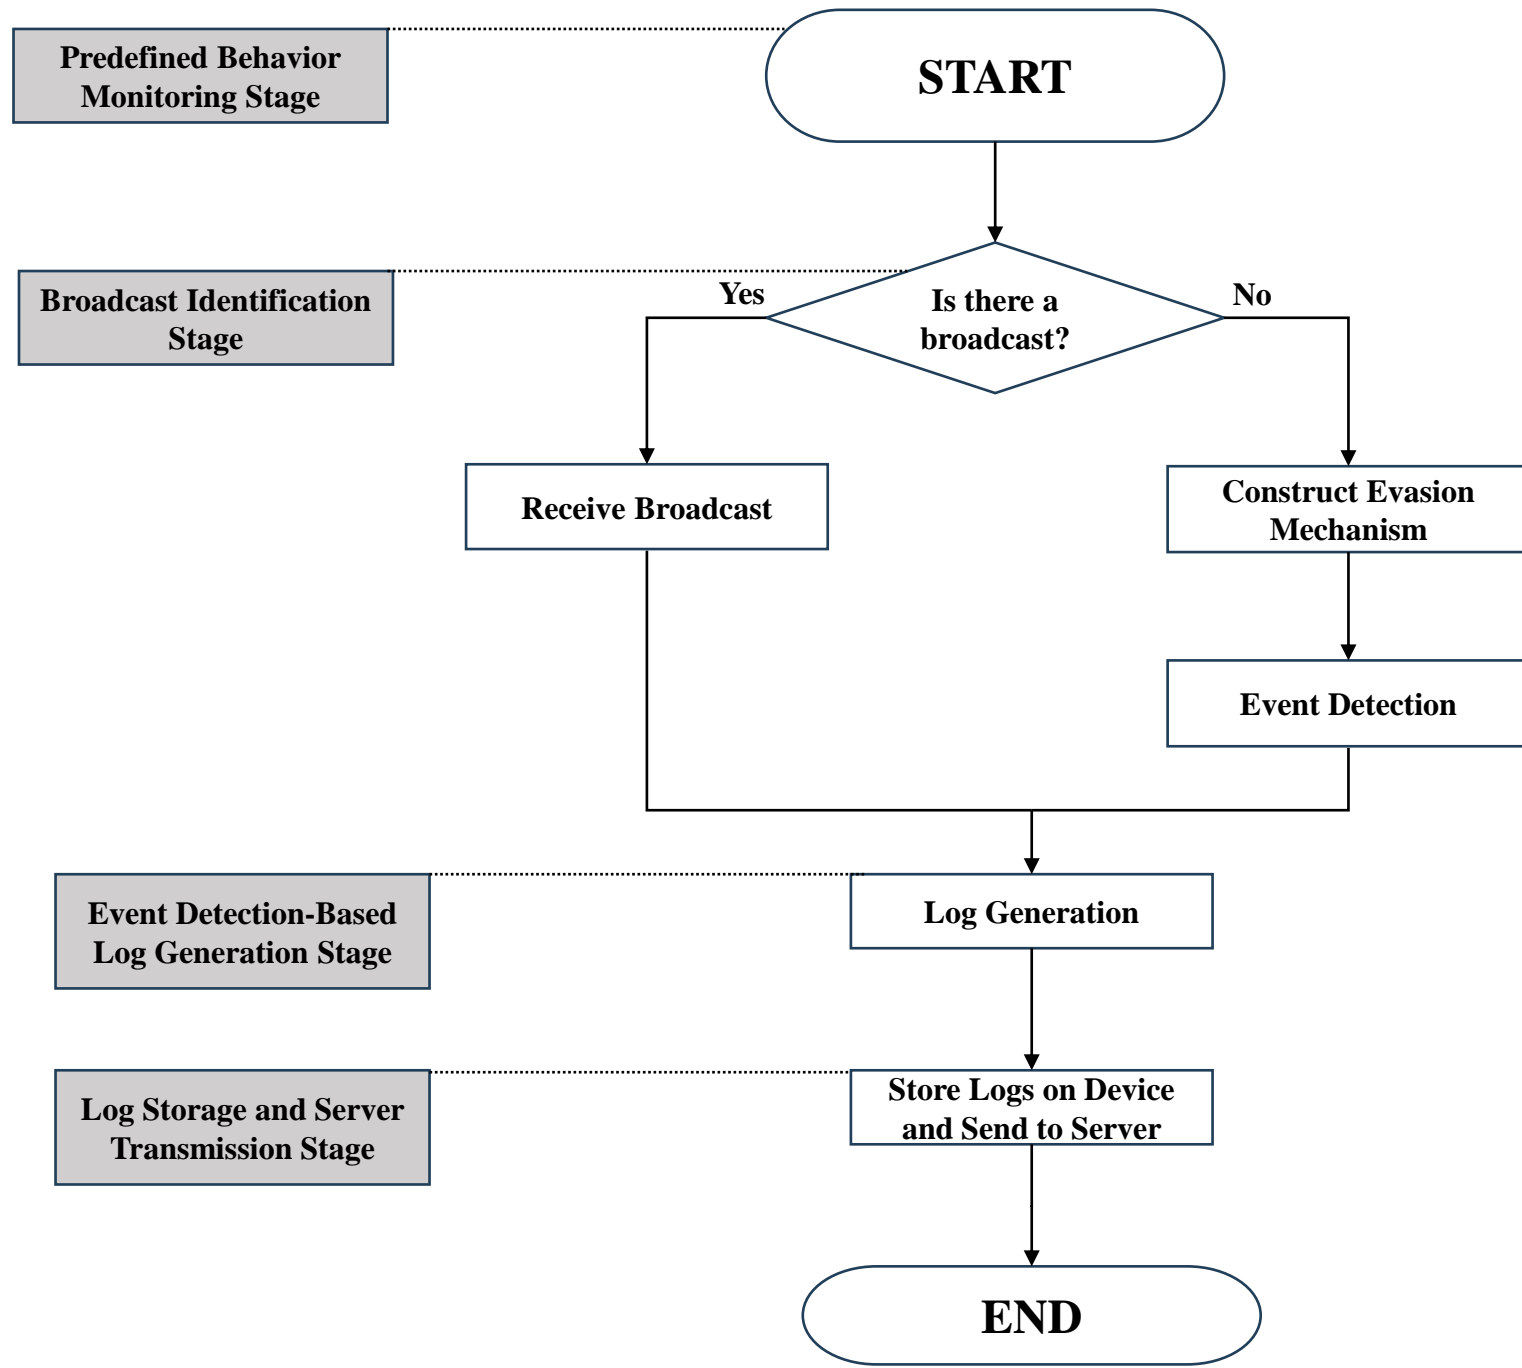 Predefined Behavior
Monitoring Stage
START
Broadcast Identification
Stage
Yes
Is there a
broadcast?
No
Receive Broadcast
Construct Evasion
Mechanism
Event Detection
Event Detection-Based
Log Generation Stage
Log Generation
Log Storage and Server
Transmission Stage
Store Logs on Device
and Send to Server
END